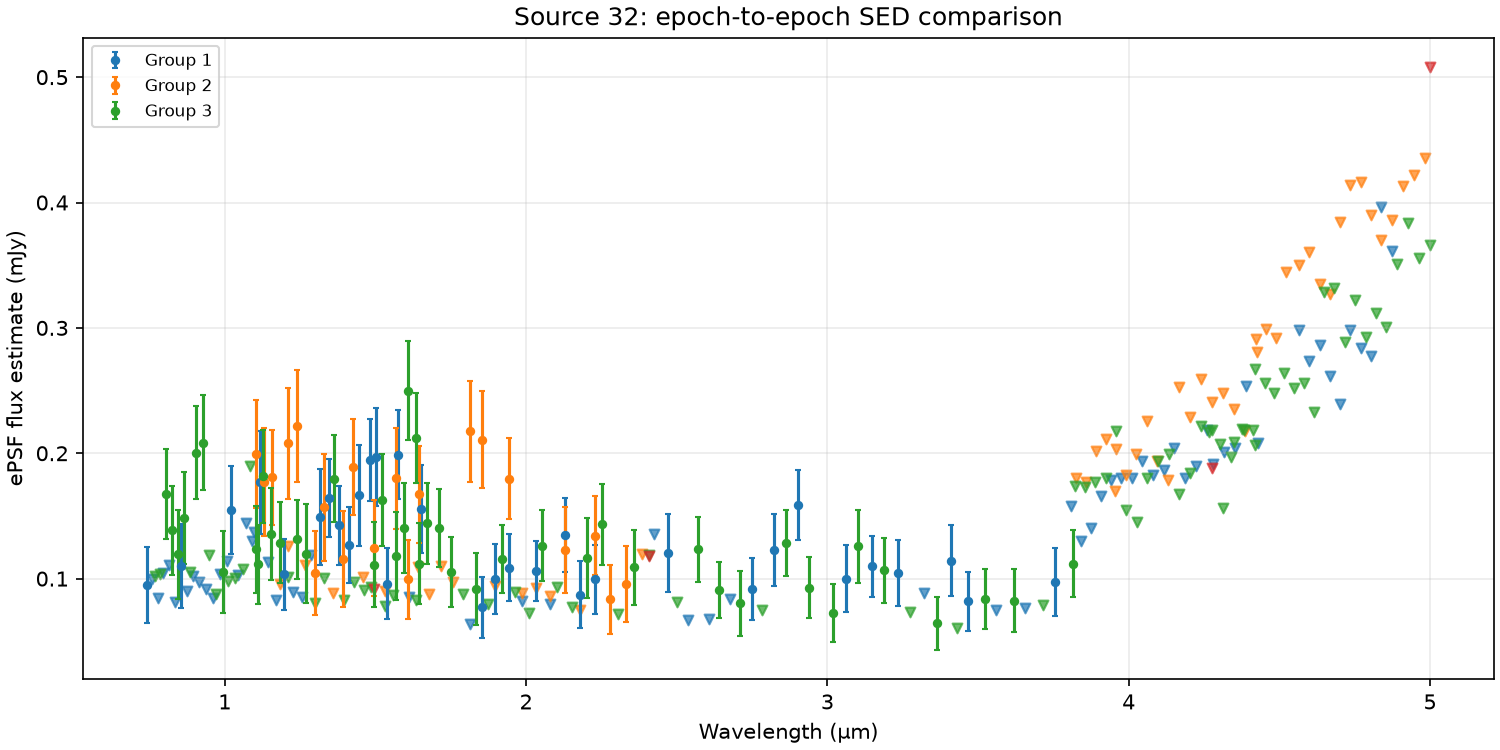 Source 32: epoch-to-epoch SED comparison
ePSF flux estimate (mJy)
0.5
0.4
0.3
0.2
0.1
Group 1
Group 2
Group 3
1 2 3 4 5
Wavelength (μm)